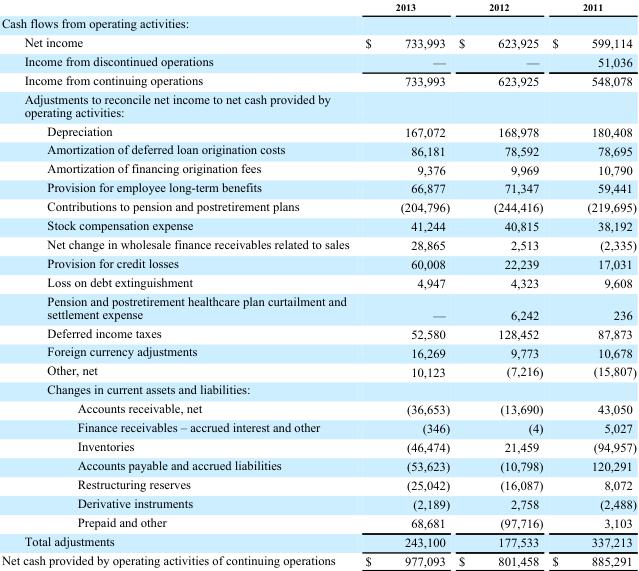 2013 2012 2011
Cash flows from operating activities:
Net income $ 733,993 $ 623,925 $ 599,114
Income from discontinued operations — — 51,036
Income from continuing operations 733,993 623,925 548,078
Adjustments to reconcile net income to net cash provided by
operating activities:
Depreciation 167,072 168,978 180,408
Amortization of deferred loan origination costs 86,181 78,592 78,695
Amortization of financing origination fees 9,376 9,969 10,790
Provision for employee long-term benefits 66,877 71,347 59,441
Contributions to pension and postretirement plans (204,796) (244,416) (219,695)
Stock compensation expense 41,244 40,815 38,192
Net change in wholesale finance receivables related to sales 28,865 2,513 (2,335)
Provision for credit losses 60,008 22,239 17,031
Loss on debt extinguishment 4,947 4,323 9,608
Pension and postretirement healthcare plan curtailment and
settlement expense — 6,242 236
Deferred income taxes 52,580 128,452 87,873
Foreign currency adjustments 16,269 9,773 10,678
Other, net 10,123 (7,216) (15,807)
Changes in current assets and liabilities:
Accounts receivable, net (36,653) (13,690) 43,050
Finance receivables – accrued interest and other (346) (4) 5,027
Inventories (46,474) 21,459 (94,957)
Accounts payable and accrued liabilities (53,623) (10,798) 120,291
Restructuring reserves (25,042) (16,087) 8,072
Derivative instruments (2,189) 2,758 (2,488)
Prepaid and other 68,681 (97,716) 3,103
Total adjustments 243,100 177,533 337,213
Net cash provided by operating activities of continuing operations $ 977,093 $ 801,458 $ 885,291